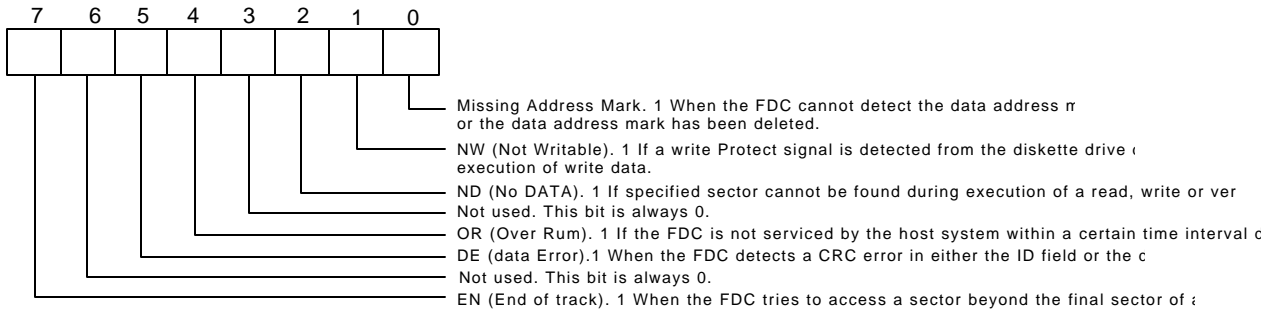 7 6 5 4 3 2 1 0
Missing Address Mark. 1 When the FDC cannot detect the data address
or the data address mark has been deleted.
NW (Not Writable). 1 If a write Protect signal is detected from the diskette drive
execution of write data.
ND (No DATA). 1 If specified sector cannot be found during execution of a read, write or ver
Not used. This bit is always 0.
OR (Over Rum). 1 If the FDC is not serviced by the host system within a certain time interval
DE (data Error).1 When the FDC detects a CRC error in either the ID field or the
Not used. This bit is always 0.
EN (End of track). 1 When the FDC tries to access a sector beyond the final sector of